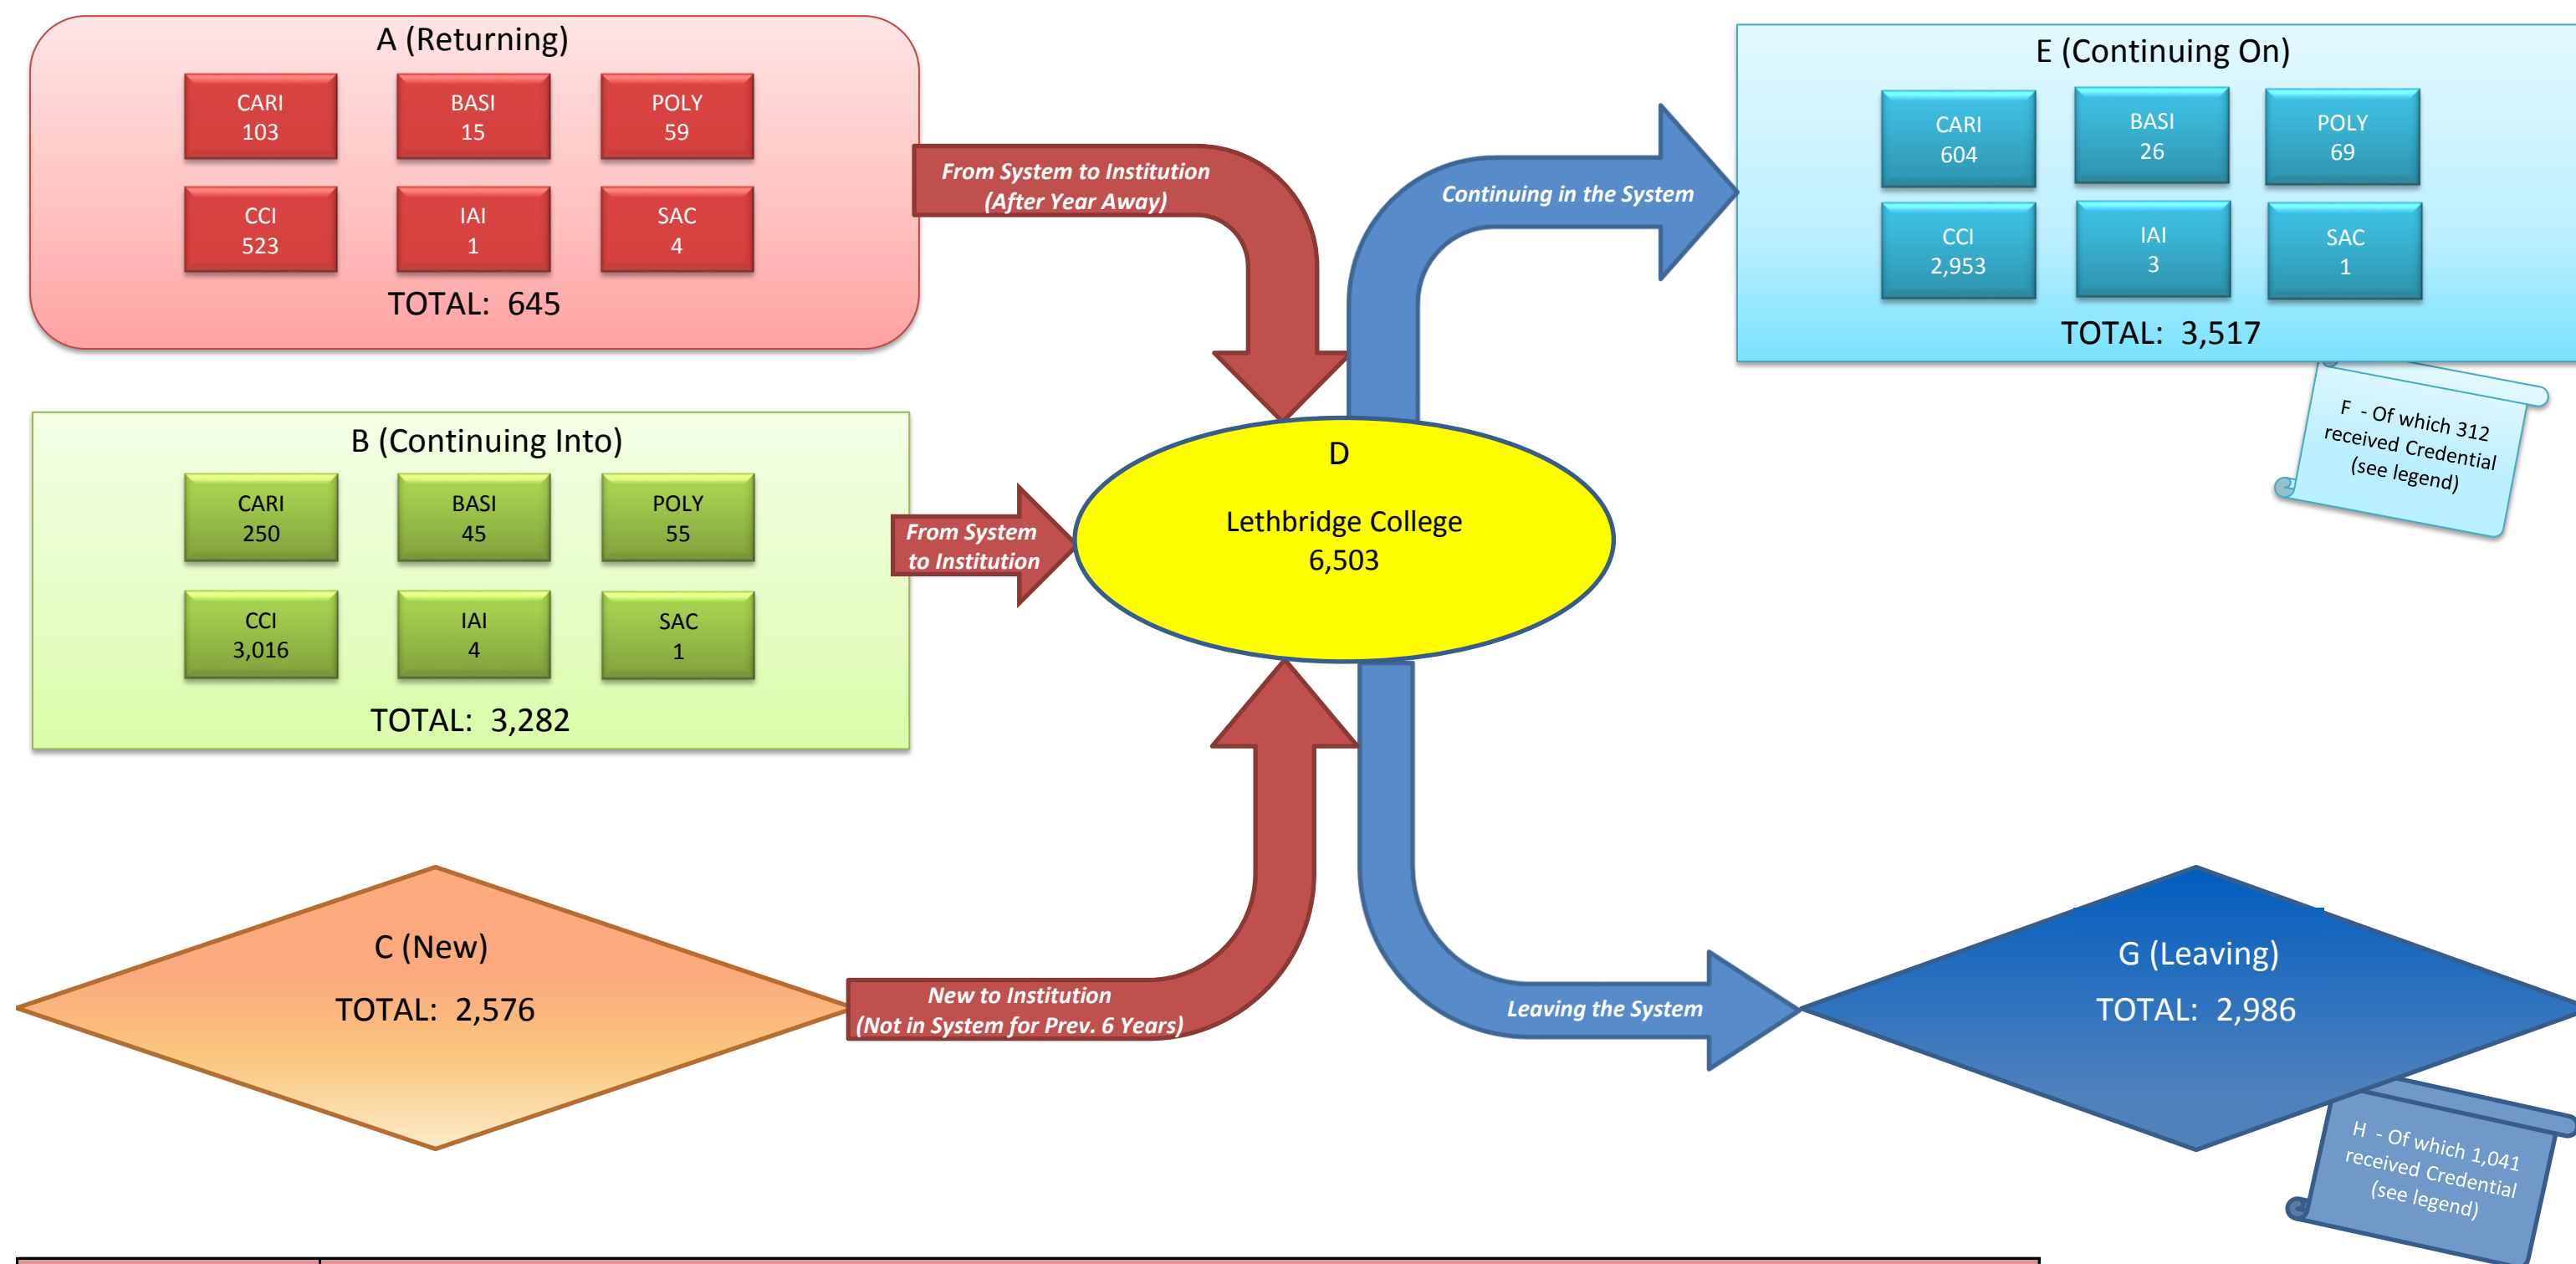 A (Returning)
CARI
103
BASI
15
POLY
59
CCI
523
IAI
1
SAC
4
TOTAL: 645
From System to Institution
(After Year Away)
Continuing in the System
E (Continuing On)
CARI
604
BASI
26
POLY
69
CCI
2,953
IAI
3
SAC
1
TOTAL: 3,517
F - Of which 312
received Credential
(see legend)
B (Continuing Into)
CARI
250
BASI
45
POLY
55
CCI
3,016
IAI
4
SAC
1
TOTAL: 3,282
From System
to Institution
D
Lethbridge College
6,503
C (New)
TOTAL: 2,576
New to Institution
(Not in System for Prev. 6 Years)
Leaving the System
G (Leaving)
TOTAL: 2,986
H - Of which 1,041
received Credential
(see legend)